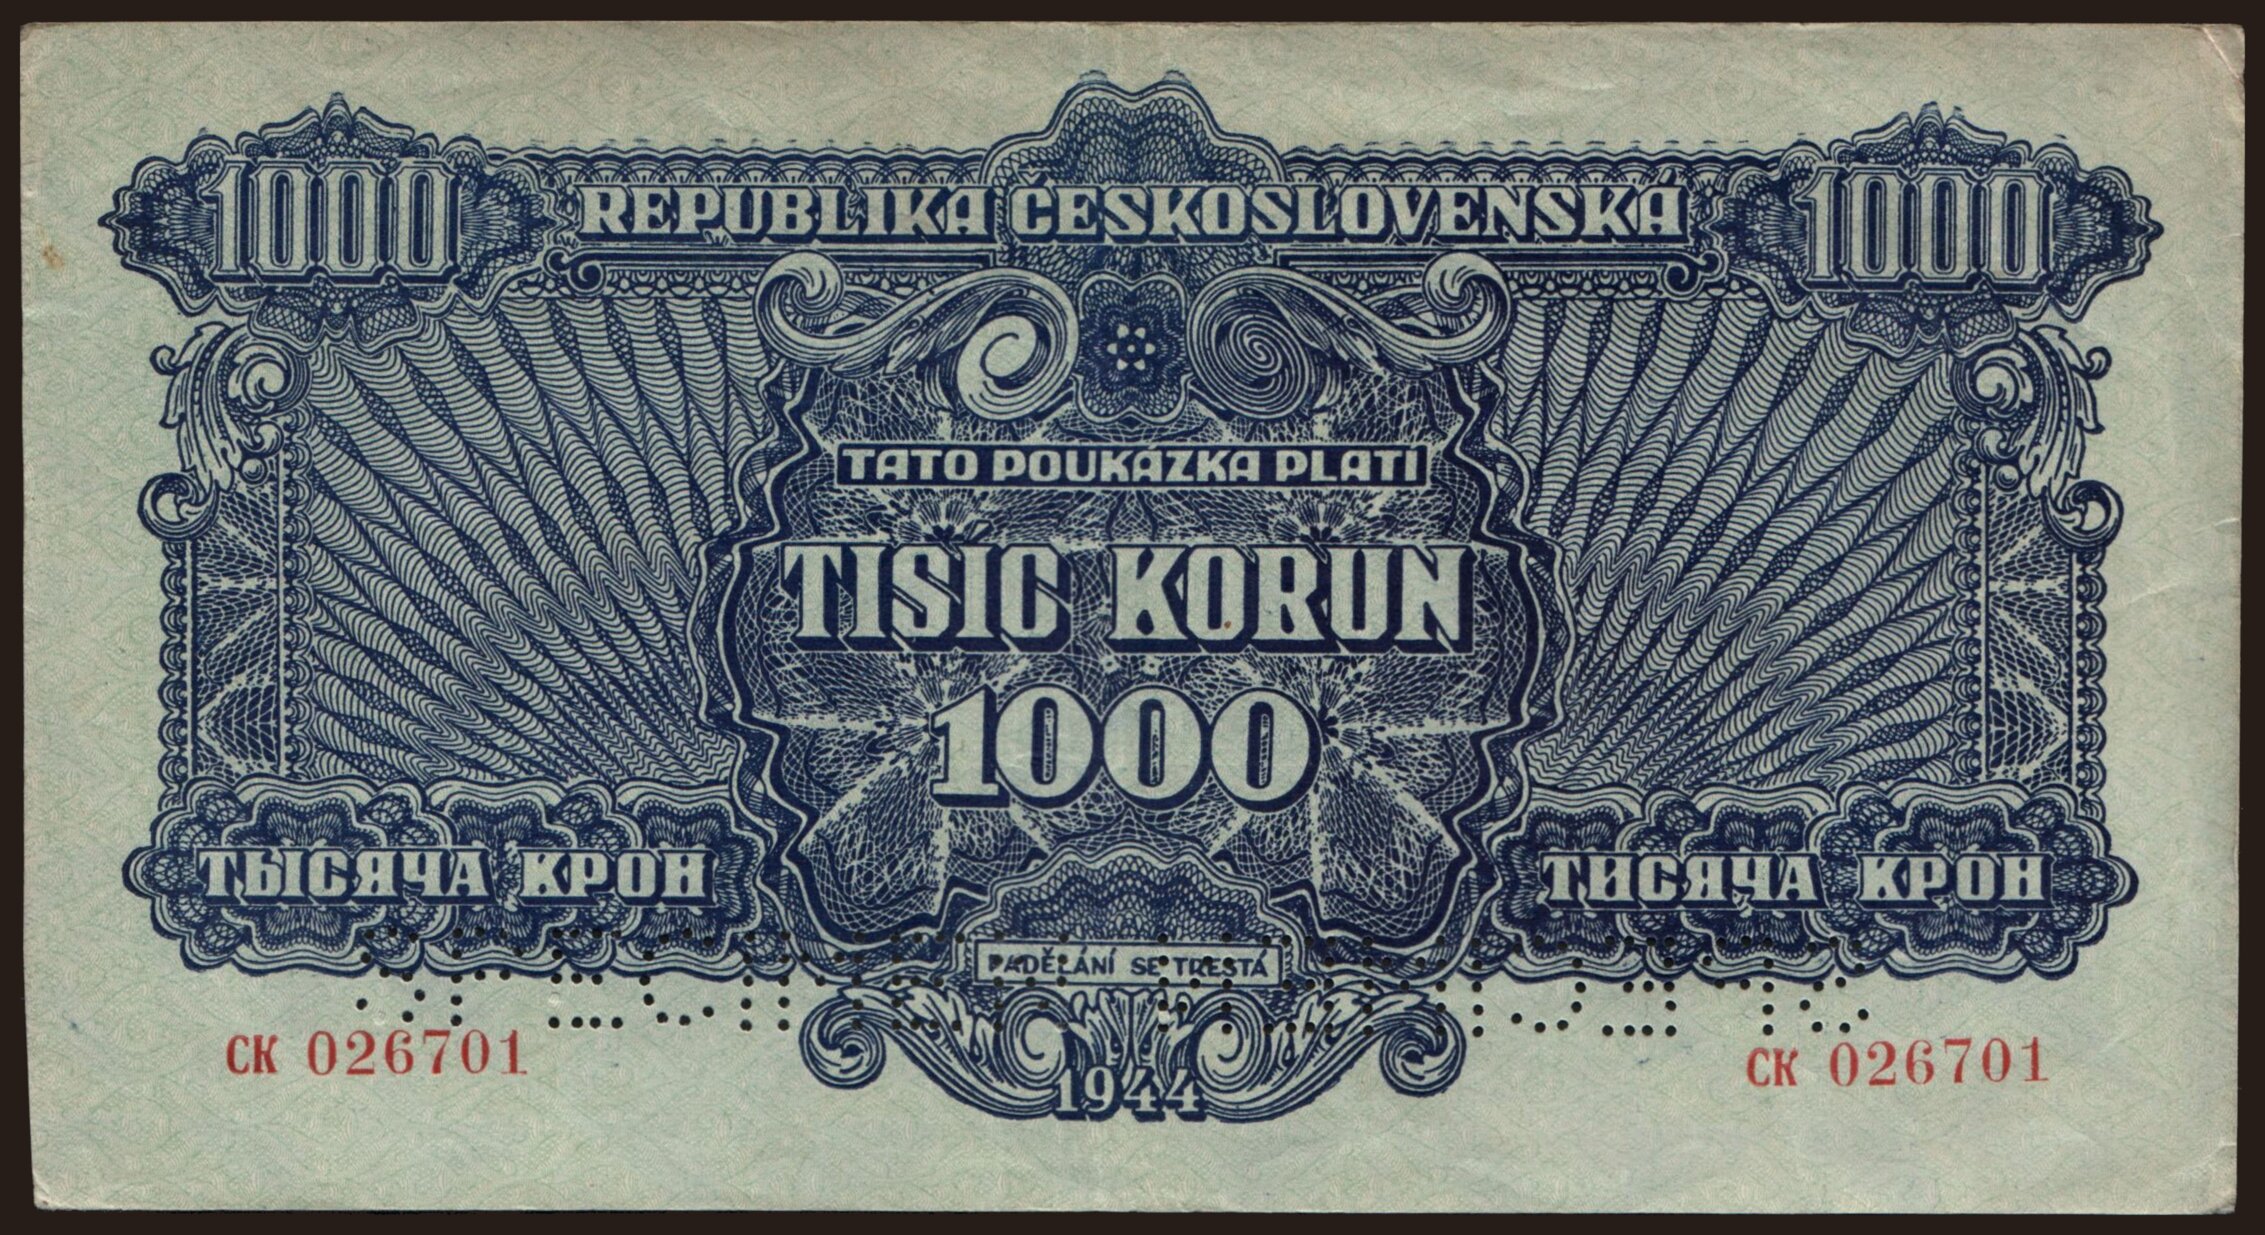 1000 REPUBLIKA ČESKOSLOVENSKÁ 1000
TATO POUKÁZKA PLATÍ
TISÍC KORUN
1000
ТЫСЯЧА КРОН
ТИСЯЧА КРОН
PADĚLÁNÍ SE TRESTÁ
СК 026701
СК 026701
1944